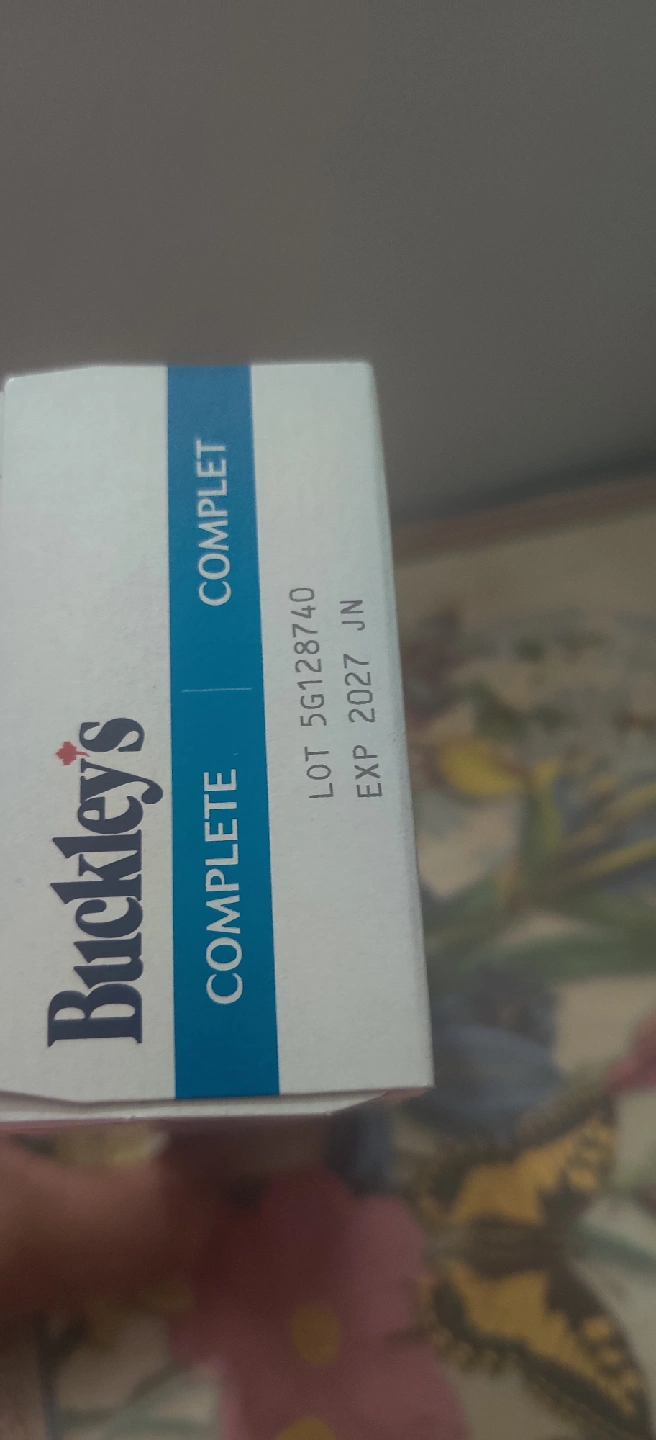 Buckley's
COMPLETE | COMPLET
LOT 5G128740
EXP 2027 JN